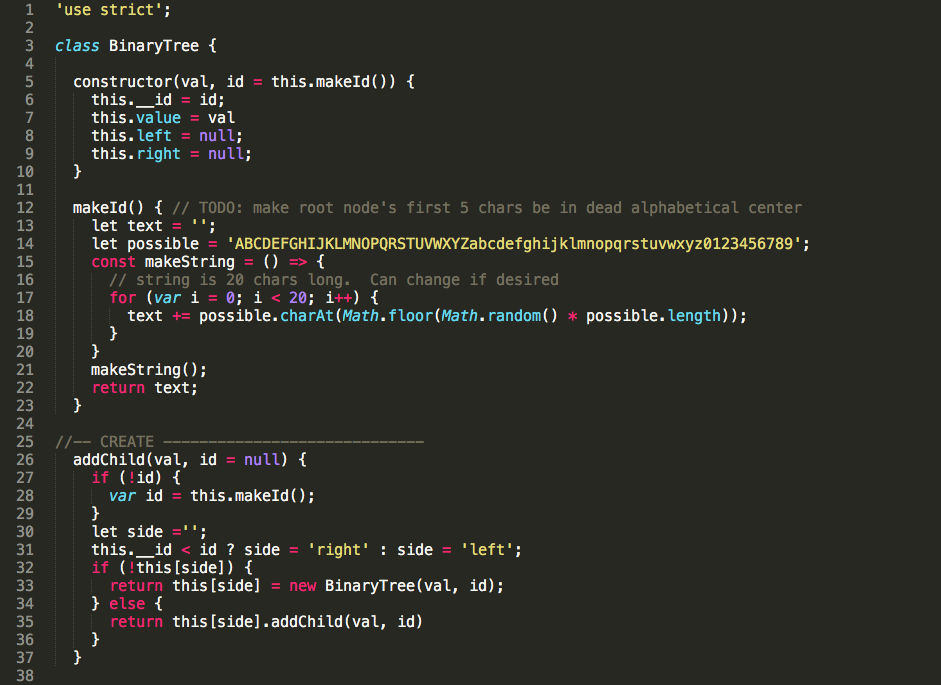 1 'use strict';
2
3 class BinaryTree {
4
5   constructor(val, id = this.makeId()) {
6     this.__id = id;
7     this.value = val
8     this.left = null;
9     this.right = null;
10   }
11
12   makeId() { // TODO: make root node's first 5 chars be in dead alphabetical center
13     let text = '';
14     let possible = 'ABCDEFGHIJKLMNOPQRSTUVWXYZabcdefghijklmnopqrstuvwxyz0123456789';
15     const makeString = () => {
16       // string is 20 chars long.  Can change if desired
17       for (var i = 0; i < 20; i++) {
18         text += possible.charAt(Math.floor(Math.random() * possible.length));
19       }
20     }
21     makeString();
22     return text;
23   }
24
25 //-- CREATE -----------------------------
26   addChild(val, id = null) {
27     if (!id) {
28       var id = this.makeId();
29     }
30     let side ='';
31     this.__id < id ? side = 'right' : side = 'left';
32     if (!this[side]) {
33       return this[side] = new BinaryTree(val, id);
34     } else {
35       return this[side].addChild(val, id)
36     }
37   }
38